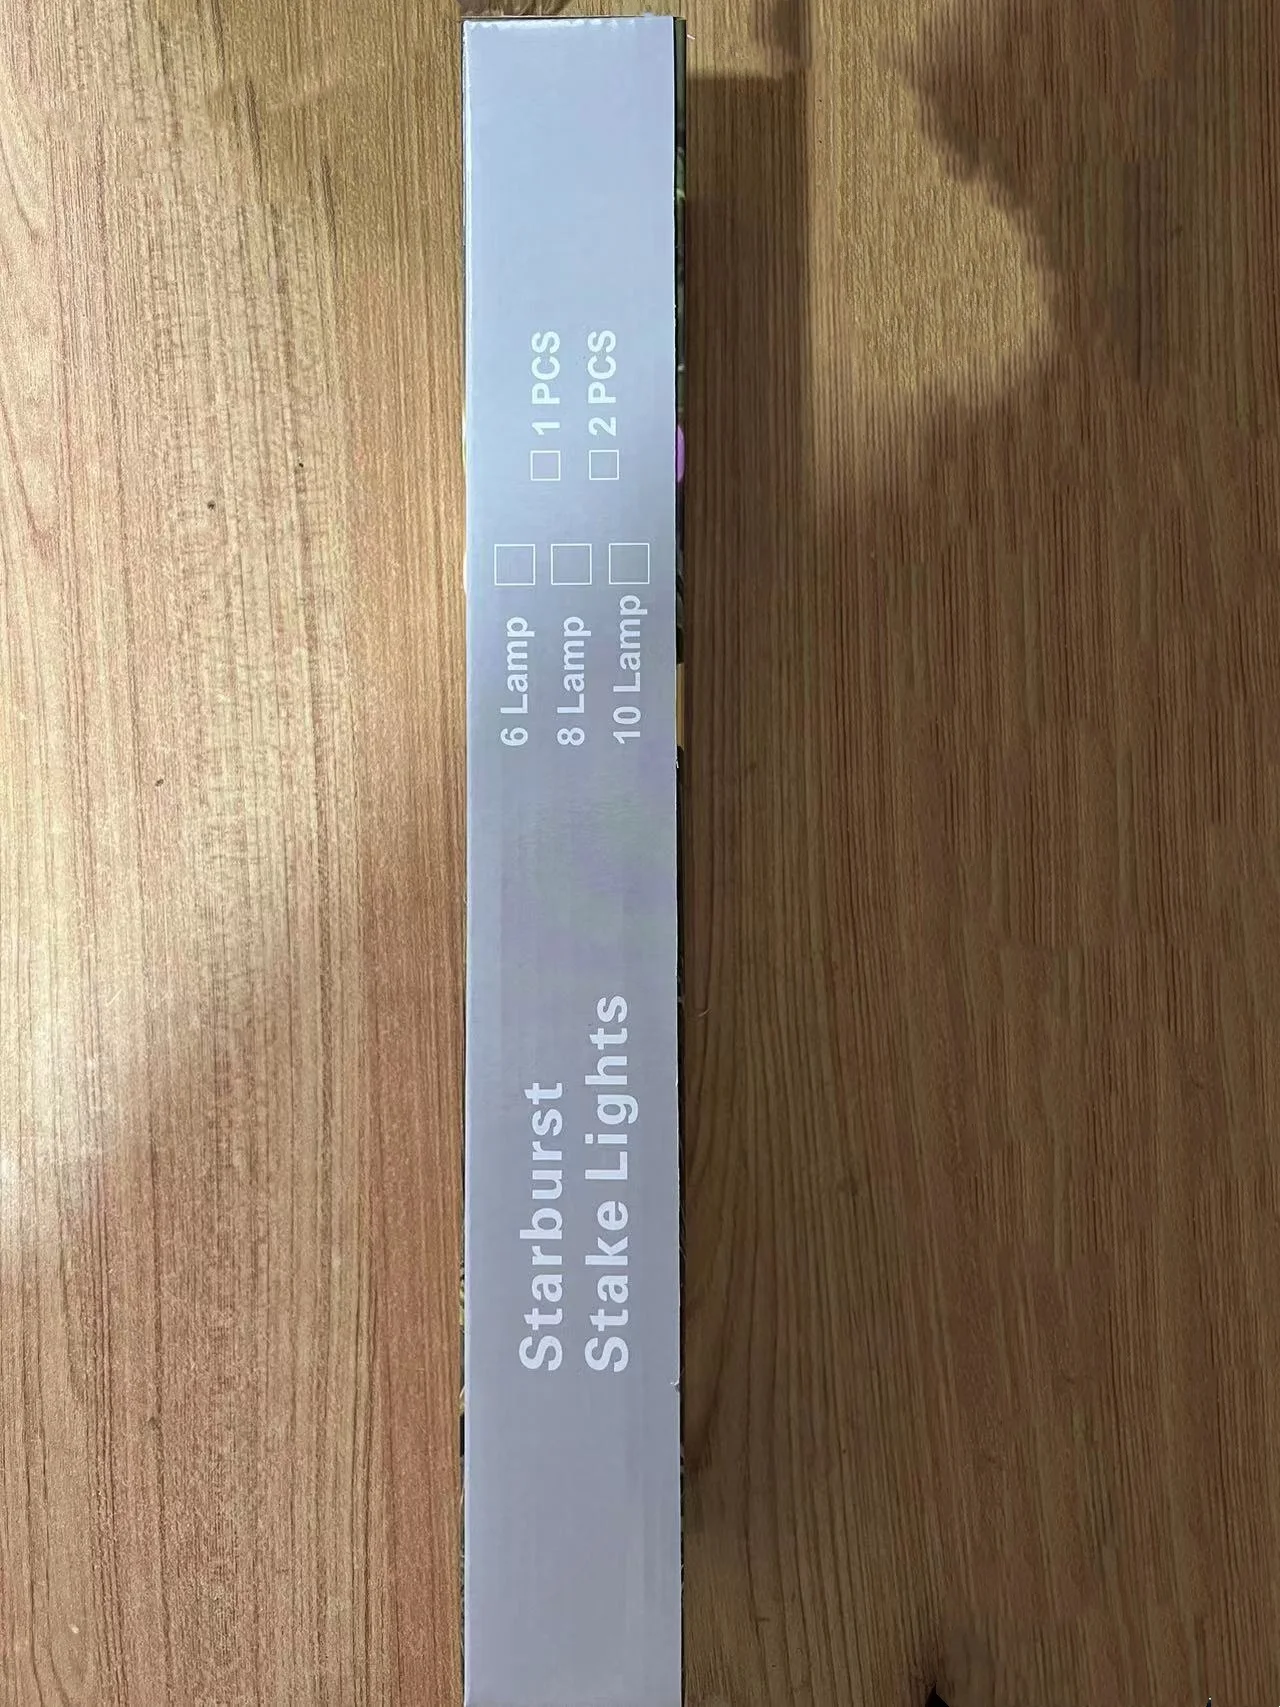 Starburst
Stake Lights
6 Lamp
8 Lamp
10 Lamp
1 PCS
2 PCS